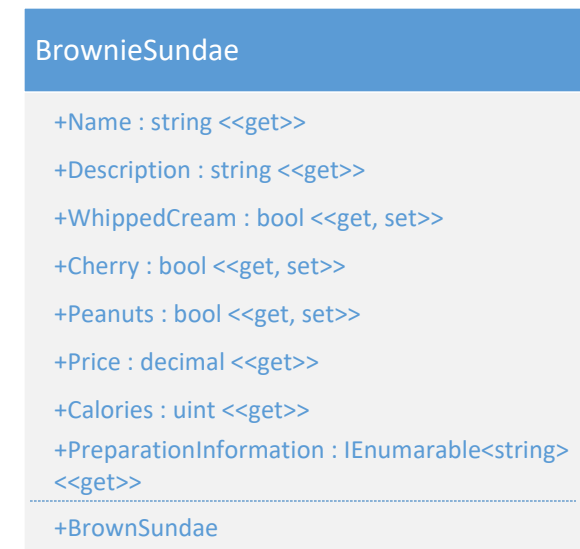 BrownieSundae
+Name : string <<get>>
+Description : string <<get>>
+WhippedCream : bool <<get, set>>
+Cherry : bool <<get, set>>
+Peanuts : bool <<get, set>>
+Price : decimal <<get>>
+Calories : uint <<get>>
+PreparationInformation : IEnumarable<string>
<<get>>
+BrownSundae